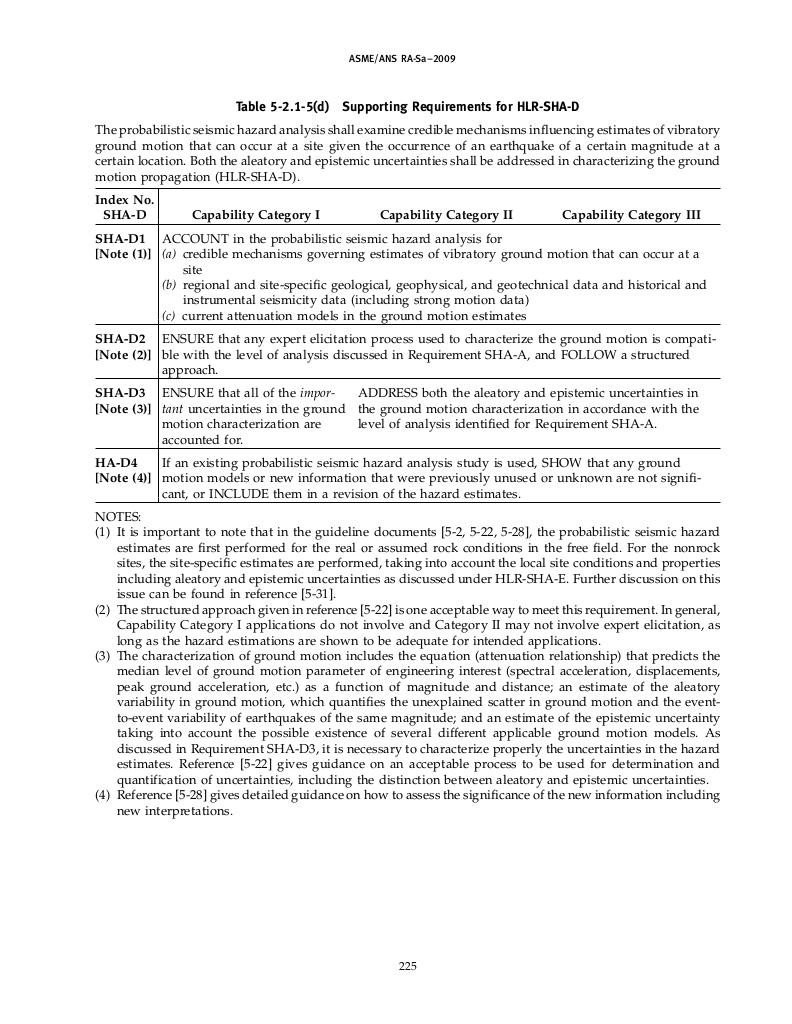 ASME/ANS RA-Sa–2009
Table 5-2.1-5(d) Supporting Requirements for HLR-SHA-D
The probabilistic seismic hazard analysis shall examine credible mechanisms influencing estimates of vibratory
ground motion that can occur at a site given the occurrence of an earthquake of a certain magnitude at a
certain location. Both the aleatory and epistemic uncertainties shall be addressed in characterizing the ground
motion propagation (HLR-SHA-D).
Index No.
SHA-D Capability Category I Capability Category II Capability Category III
SHA-D1 ACCOUNT in the probabilistic seismic hazard analysis for
[Note (1)] (a) credible mechanisms governing estimates of vibratory ground motion that can occur at a
site
(b) regional and site-specific geological, geophysical, and geotechnical data and historical and
instrumental seismicity data (including strong motion data)
(c) current attenuation models in the ground motion estimates
SHA-D2 ENSURE that any expert elicitation process used to characterize the ground motion is compati-
[Note (2)] ble with the level of analysis discussed in Requirement SHA-A, and FOLLOW a structured
approach.
SHA-D3 ENSURE that all of the impor- ADDRESS both the aleatory and epistemic uncertainties in
[Note (3)] tant uncertainties in the ground the ground motion characterization in accordance with the
motion characterization are level of analysis identified for Requirement SHA-A.
accounted for.
HA-D4 If an existing probabilistic seismic hazard analysis study is used, SHOW that any ground
[Note (4)] motion models or new information that were previously unused or unknown are not signifi-
cant, or INCLUDE them in a revision of the hazard estimates.
NOTES:
(1) It is important to note that in the guideline documents [5-2, 5-22, 5-28], the probabilistic seismic hazard
estimates are first performed for the real or assumed rock conditions in the free field. For the nonrock
sites, the site-specific estimates are performed, taking into account the local site conditions and properties
including aleatory and epistemic uncertainties as discussed under HLR-SHA-E. Further discussion on this
issue can be found in reference [5-31].
(2) The structured approach given in reference [5-22] is one acceptable way to meet this requirement. In general,
Capability Category I applications do not involve and Category II may not involve expert elicitation, as
long as the hazard estimations are shown to be adequate for intended applications.
(3) The characterization of ground motion includes the equation (attenuation relationship) that predicts the
median level of ground motion parameter of engineering interest (spectral acceleration, displacements,
peak ground acceleration, etc.) as a function of magnitude and distance; an estimate of the aleatory
variability in ground motion, which quantifies the unexplained scatter in ground motion and the event-
to-event variability of earthquakes of the same magnitude; and an estimate of the epistemic uncertainty
taking into account the possible existence of several different applicable ground motion models. As
discussed in Requirement SHA-D3, it is necessary to characterize properly the uncertainties in the hazard
estimates. Reference [5-22] gives guidance on an acceptable process to be used for determination and
quantification of uncertainties, including the distinction between aleatory and epistemic uncertainties.
(4) Reference [5-28] gives detailed guidance on how to assess the significance of the new information including
new interpretations.
225